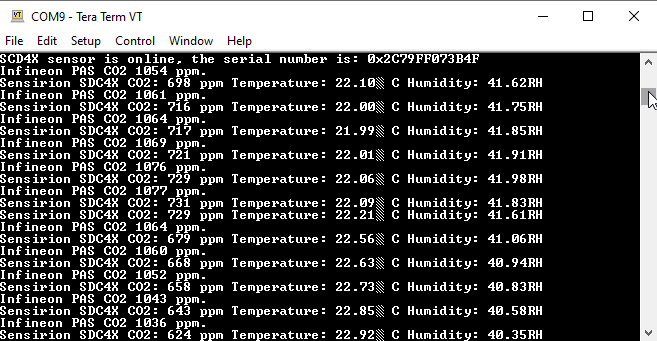 COM9 - Tera Term VT
File Edit Setup Control Window Help
SCD4X sensor is online, the serial number is: 0x2C79FF073B4F
Infineon PAS CO2 1054 ppm.
Sensirion SDC4X CO2: 698 ppm Temperature: 22.10▒ C Humidity: 41.62RH
Infineon PAS CO2 1061 ppm.
Sensirion SDC4X CO2: 716 ppm Temperature: 22.00▒ C Humidity: 41.75RH
Infineon PAS CO2 1064 ppm.
Sensirion SDC4X CO2: 717 ppm Temperature: 21.99▒ C Humidity: 41.85RH
Infineon PAS CO2 1069 ppm.
Sensirion SDC4X CO2: 721 ppm Temperature: 22.01▒ C Humidity: 41.91RH
Infineon PAS CO2 1076 ppm.
Sensirion SDC4X CO2: 729 ppm Temperature: 22.06▒ C Humidity: 41.98RH
Infineon PAS CO2 1077 ppm.
Sensirion SDC4X CO2: 731 ppm Temperature: 22.09▒ C Humidity: 41.83RH
Sensirion SDC4X CO2: 729 ppm Temperature: 22.21▒ C Humidity: 41.61RH
Infineon PAS CO2 1064 ppm.
Sensirion SDC4X CO2: 679 ppm Temperature: 22.56▒ C Humidity: 41.06RH
Infineon PAS CO2 1060 ppm.
Sensirion SDC4X CO2: 668 ppm Temperature: 22.63▒ C Humidity: 40.94RH
Infineon PAS CO2 1052 ppm.
Sensirion SDC4X CO2: 658 ppm Temperature: 22.73▒ C Humidity: 40.83RH
Infineon PAS CO2 1043 ppm.
Sensirion SDC4X CO2: 643 ppm Temperature: 22.85▒ C Humidity: 40.58RH
Infineon PAS CO2 1036 ppm.
Sensirion SDC4X CO2: 624 ppm Temperature: 22.92▒ C Humidity: 40.35RH